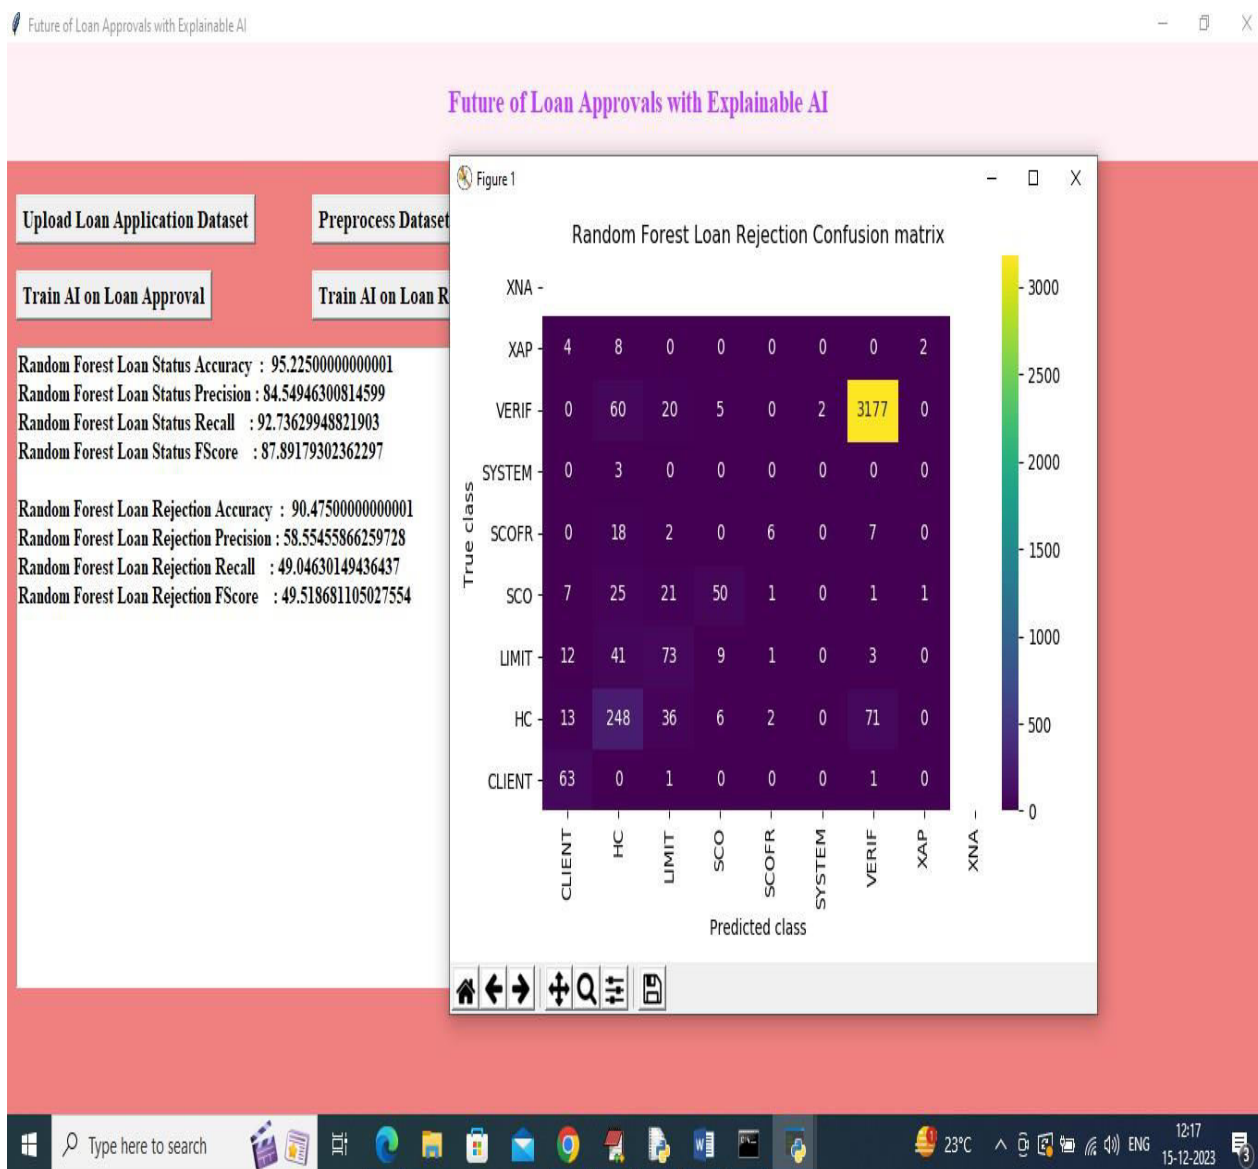 Future of Loan Approvals with Explainable AI
Future of Loan Approvals with Explainable AI
Upload Loan Application Dataset
Preprocess Dataset
Train AI on Loan Approval
Train AI on Loan R
Random Forest Loan Status Accuracy : 95.22500000000001
Random Forest Loan Status Precision : 84.54946300814599
Random Forest Loan Status Recall : 92.73629948821903
Random Forest Loan Status FScore : 87.89179302362297
Random Forest Loan Rejection Accuracy : 90.47500000000001
Random Forest Loan Rejection Precision : 58.55455866259728
Random Forest Loan Rejection Recall : 49.04630149436437
Random Forest Loan Rejection FScore : 49.518681105027554
Figure 1
Random Forest Loan Rejection Confusion matrix
True class
XNA
XAP 4 8 0 0 0 0 0 2
VERIF 0 60 20 5 0 2 3177 0
SYSTEM 0 3 0 0 0 0 0 0
SCOFR 0 18 2 0 6 0 7 0
SCO 7 25 21 50 1 0 1 1
LIMIT 12 41 73 9 1 0 3 0
HC 13 248 36 6 2 0 71 0
CLIENT 63 0 1 0 0 0 1 0
CLIENT HC LIMIT SCO SCOFR SYSTEM VERIF XAP XNA
Predicted class
3000
2500
2000
1500
1000
500
0
Type here to search
23°C
ENG
12:17
15-12-2023
3